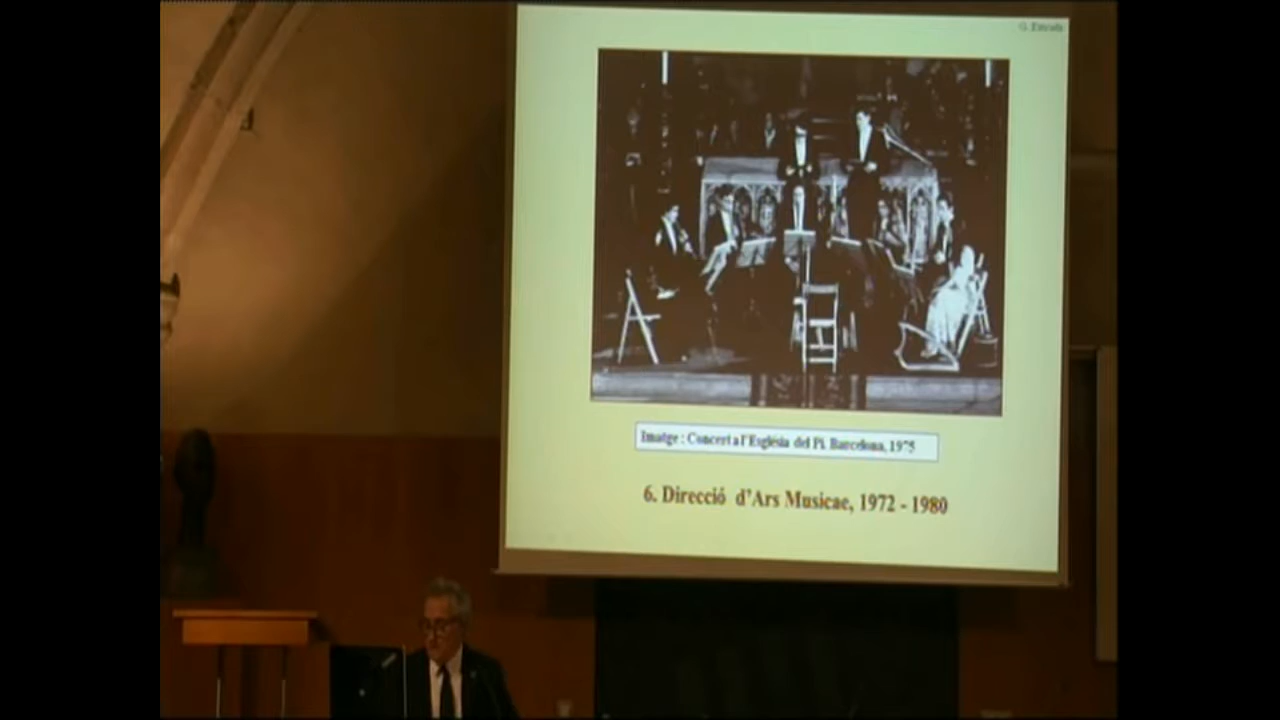 Imatge : Concert a l'Església del Pi. Barcelona, 1975
6. Direcció d'Ars Musicae, 1972 - 1980